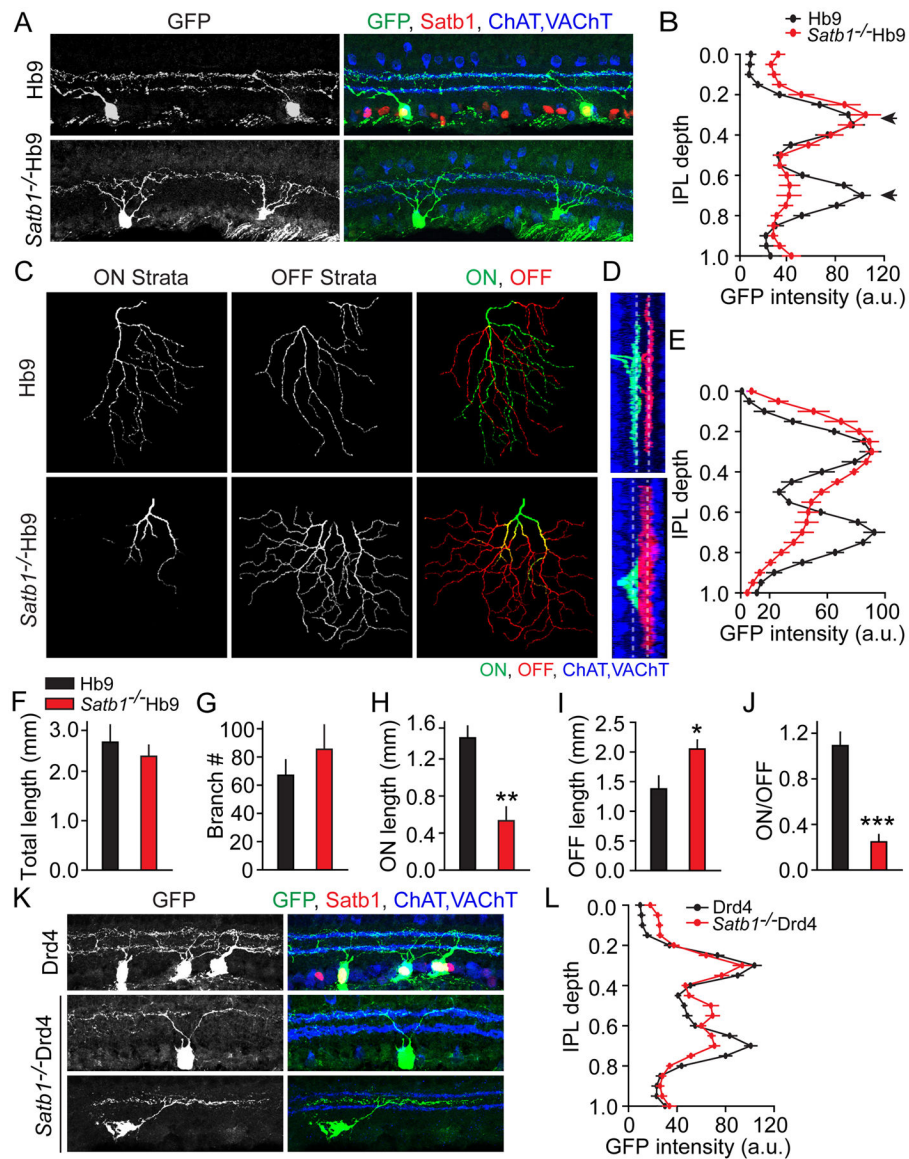 A
GFP
GFP, Satb1, ChAT,VAChT
Hb9
Satb1-/-Hb9
B
Hb9
Satb1-/-Hb9
0.0
0.2
0.4
0.6
0.8
1.0
IPL depth
0 40 80 120
GFP intensity (a.u.)
C
ON Strata
OFF Strata
ON, OFF
Hb9
Satb1-/-Hb9
D
ON, OFF, ChAT,VAChT
E
0.0
0.2
0.4
0.6
0.8
1.0
IPL depth
0 20 60 100
GFP intensity (a.u.)
Hb9
Satb1-/-Hb9
F
Total length (mm)
3.0
2.0
1.0
0.0
G
Branch #
100
80
60
40
20
0
H
ON length (mm)
1.6
1.2
0.8
0.4
0.0
**
I
OFF length (mm)
2.5
2.0
1.5
1.0
0.5
0.0
*
J
ON/OFF
1.2
0.9
0.6
0.3
0.0
***
K
GFP
GFP, Satb1, ChAT,VAChT
Drd4
Satb1-/-Drd4
L
Drd4
Satb1-/-Drd4
0.0
0.2
0.4
0.6
0.8
1.0
IPL depth
0 40 80 120
GFP intensity (a.u.)